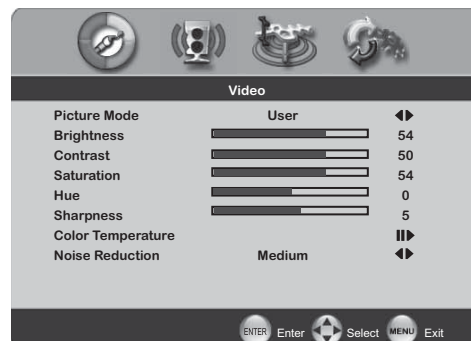 Video
Picture Mode User
Brightness 54
Contrast 50
Saturation 54
Hue 0
Sharpness 5
Color Temperature
Noise Reduction Medium
ENTER Enter Select MENU Exit